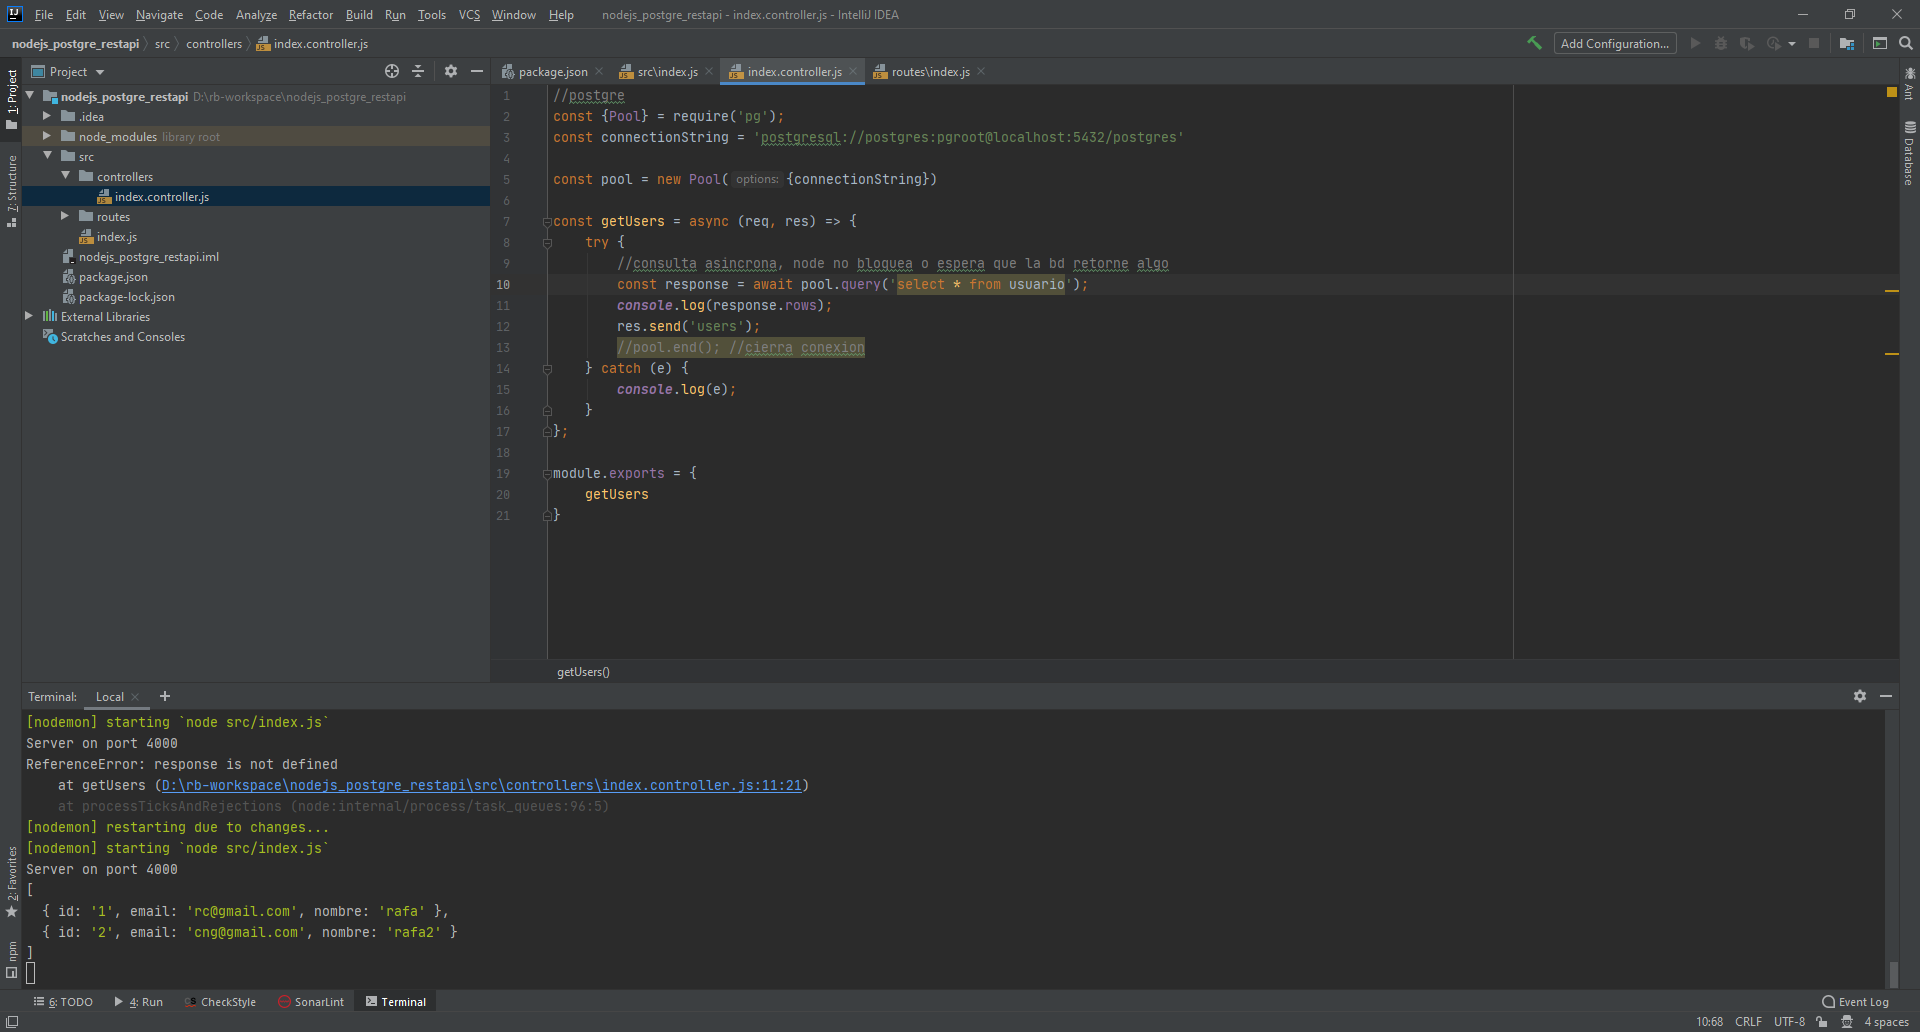 File Edit View Navigate Code Analyze Refactor Build Run Tools VCS Window Help nodejs_postgre_restapi - index.controller.js - IntelliJ IDEA
nodejs_postgre_restapi src controllers index.controller.js Add Configuration...
Project
package.json src\index.js index.controller.js routes\index.js
1: Project
7: Structure
2: Favorites
npm
nodejs_postgre_restapi D:\rb-workspace\nodejs_postgre_restapi
.idea
node_modules library root
src
controllers
index.controller.js
routes
index.js
nodejs_postgre_restapi.iml
package.json
package-lock.json
External Libraries
Scratches and Consoles
1 //postgre
2 const {Pool} = require('pg');
3 const connectionString = 'postgresql://postgres:pgroot@localhost:5432/postgres'
4
5 const pool = new Pool( options: {connectionString})
6
7 const getUsers = async (req, res) => {
8 try {
9 //consulta asincrona, node no bloquea o espera que la bd retorne algo
10 const response = await pool.query('select * from usuario');
11 console.log(response.rows);
12 res.send('users');
13 //pool.end(); //cierra conexion
14 } catch (e) {
15 console.log(e);
16 }
17 };
18
19 module.exports = {
20 getUsers
21 }
getUsers()
Ant
Database
Terminal: Local
[nodemon] starting `node src/index.js`
Server on port 4000
ReferenceError: response is not defined
at getUsers (D:\rb-workspace\nodejs_postgre_restapi\src\controllers\index.controller.js:11:21)
at processTicksAndRejections (node:internal/process/task_queues:96:5)
[nodemon] restarting due to changes...
[nodemon] starting `node src/index.js`
Server on port 4000
[
{ id: '1', email: 'rc@gmail.com', nombre: 'rafa' },
{ id: '2', email: 'cng@gmail.com', nombre: 'rafa2' }
]
6: TODO 4: Run CheckStyle SonarLint Terminal Event Log
10:68 CRLF UTF-8 4 spaces